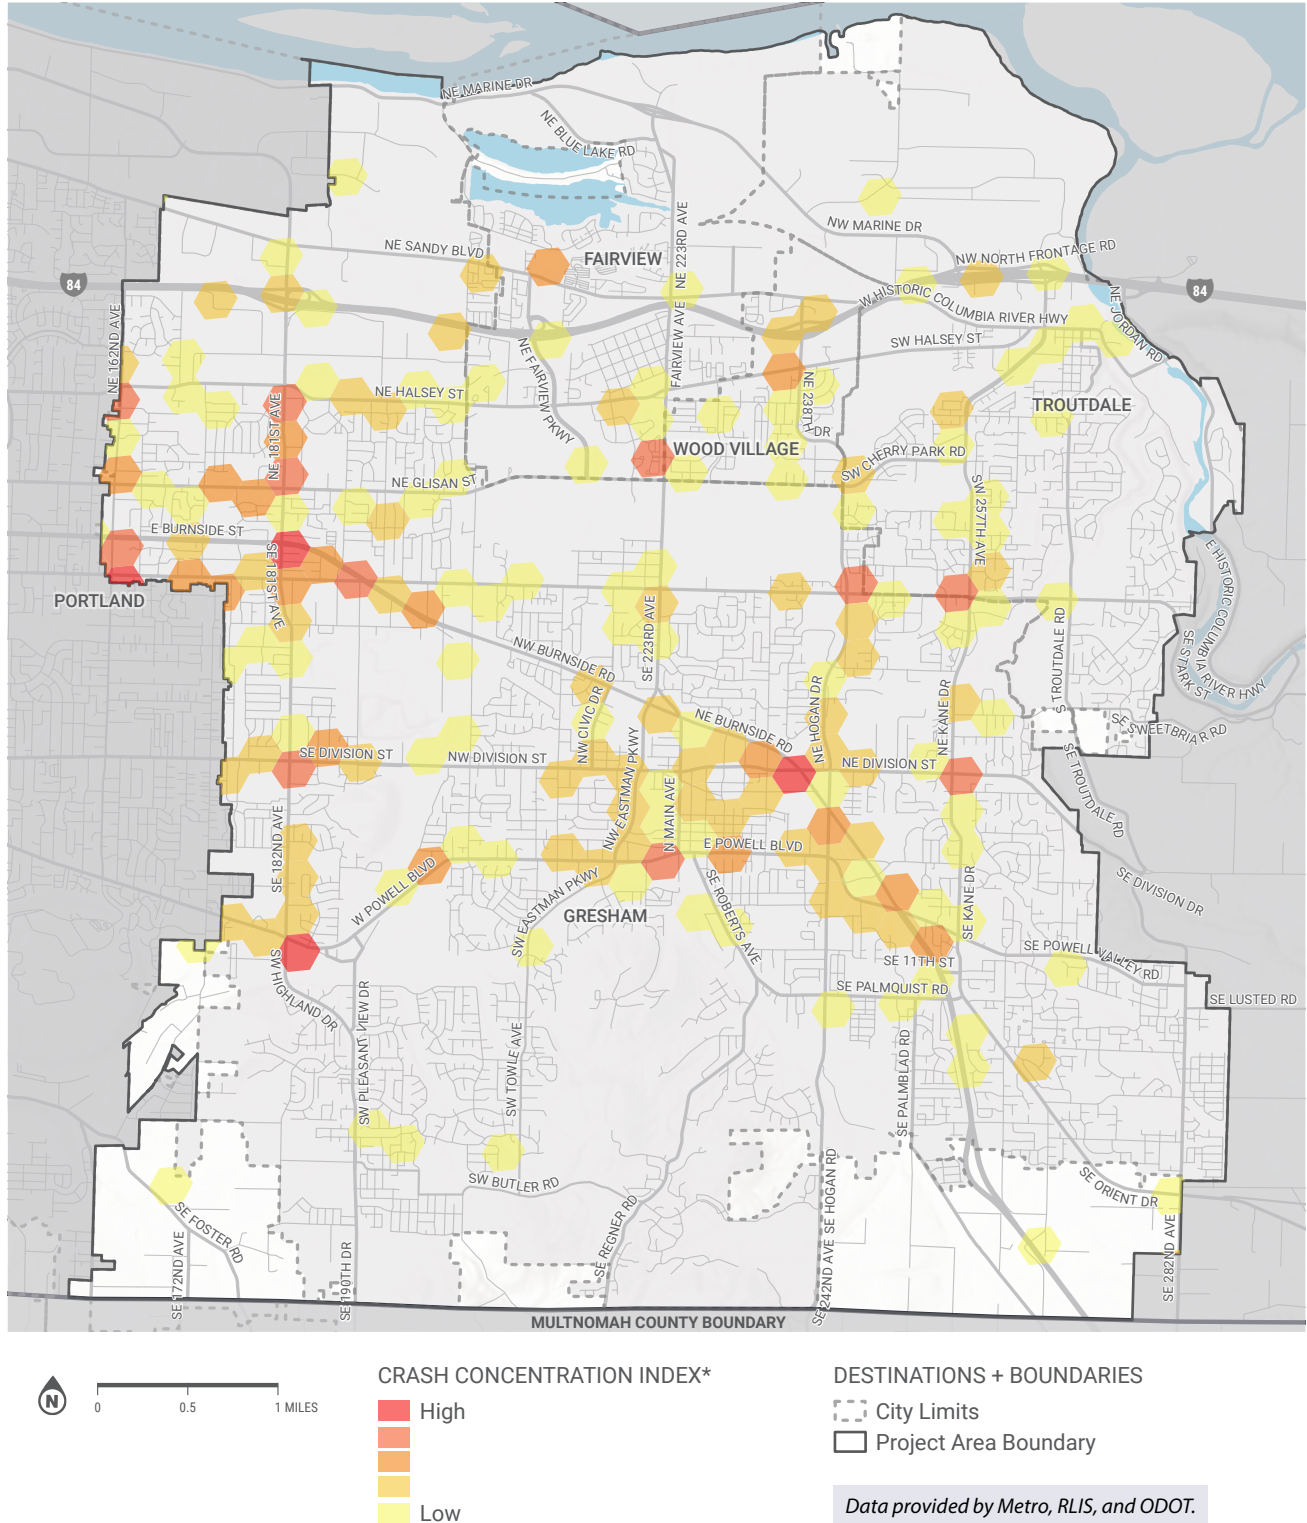 NE MARINE DR
NE BLUE LAKE RD
NE 223RD AVE
NW MARINE DR
NE SANDY BLVD
FAIRVIEW
NW NORTH FRONTAGE RD
84
84
W HISTORIC COLUMBIA RIVER HWY
NE JORDAN RD
NE 162ND AVE
FAIRVIEW AVE
SW HALSEY ST
NE FAIRVIEW PKWY
NE HALSEY ST
NE 238TH DR
TROUTDALE
NE 181ST AVE
WOOD VILLAGE
SW CHERRY PARK RD
NE GLISAN ST
SW 257TH AVE
E BURNSIDE ST
SE 181ST AVE
E HISTORIC COLUMBIA RIVER HWY
PORTLAND
SE 223RD AVE
SE TROUTDALE RD
NW BURNSIDE RD
SE STARK ST
NW CIVIC DR
NE HOGAN DR
NE KANE DR
NE BURNSIDE RD
SE SWEETBRIAR RD
SE DIVISION ST
NW DIVISION ST
NW EASTMAN PKWY
NE DIVISION ST
SE TROUTDALE RD
N MAIN AVE
SE 182ND AVE
E POWELL BLVD
W POWELL BLVD
SE DIVISION DR
SW EASTMAN PKWY
SE ROBERTS AVE
SE KANE DR
GRESHAM
SE POWELL VALLEY RD
SE 11TH ST
SW HIGHLAND DR
SE PALMQUIST RD
SE LUSTED RD
SW PLEASANT VIEW DR
SW TOWLE AVE
SE PALMBLAD RD
SW BUTLER RD
SE HOGAN RD
SE ORIENT DR
SE FOSTER RD
SE REGNER RD
SE 172ND AVE
SE 190TH DR
SE 242ND AVE
SE 282ND AVE
MULTNOMAH COUNTY BOUNDARY
N
0 0.5 1 MILES
CRASH CONCENTRATION INDEX*
High
Low
DESTINATIONS + BOUNDARIES
City Limits
Project Area Boundary
Data provided by Metro, RLIS, and ODOT.